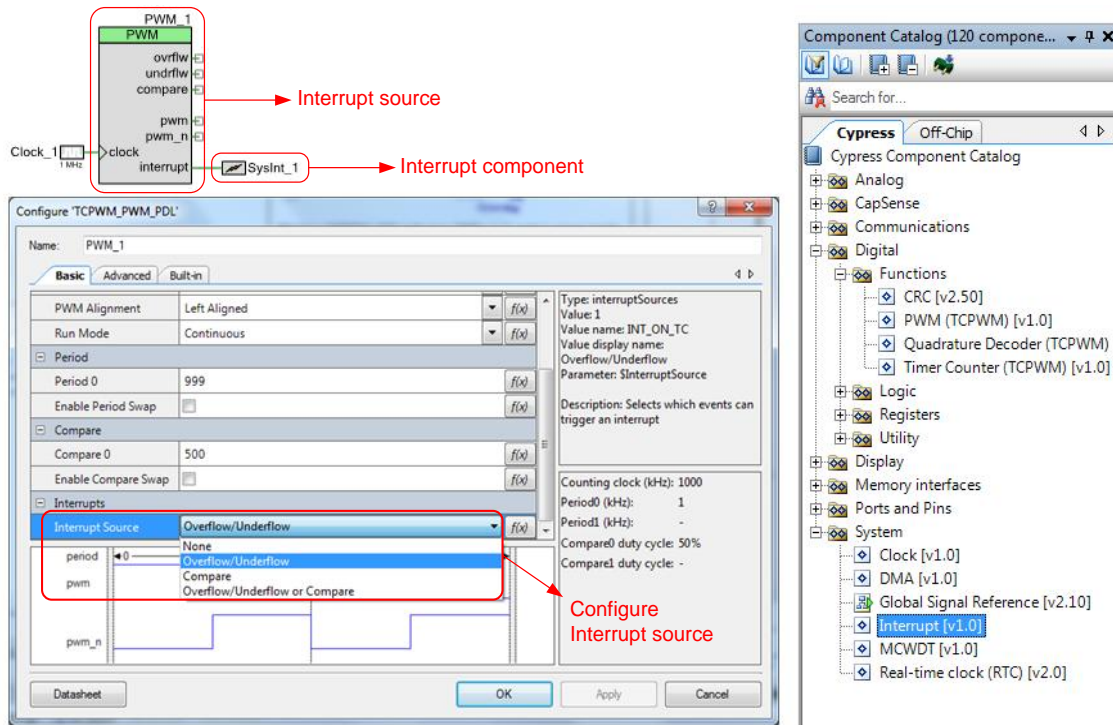 PWM_1
PWM
ovrflw
undrflw
compare
pwm
pwm_n
Clock_1
1 MHz
clock
interrupt
SysInt_1
Interrupt source
Interrupt component
Configure 'TCPWM_PWM_PDL'
Name: PWM_1
Basic Advanced Built-in
PWM Alignment Left Aligned f(x)
Run Mode Continuous f(x)
Period
Period 0 999 f(x)
Enable Period Swap f(x)
Compare
Compare 0 500 f(x)
Enable Compare Swap f(x)
Interrupts
Interrupt Source Overflow/Underflow f(x)
None
Overflow/Underflow
Compare
Overflow/Underflow or Compare
period 0
pwm
pwm_n
Type: interruptSources
Value: 1
Value name: INT_ON_TC
Value display name:
Overflow/Underflow
Parameter: $InterruptSource
Description: Selects which events can
trigger an interrupt
Counting clock (kHz): 1000
Period0 (kHz): 1
Period1 (kHz): -
Compare0 duty cycle: 50%
Compare1 duty cycle: -
Configure
Interrupt source
Datasheet OK Apply Cancel
Component Catalog (120 compone...
Search for...
Cypress Off-Chip
Cypress Component Catalog
Analog
CapSense
Communications
Digital
Functions
CRC [v2.50]
PWM (TCPWM) [v1.0]
Quadrature Decoder (TCPWM)
Timer Counter (TCPWM) [v1.0]
Logic
Registers
Utility
Display
Memory interfaces
Ports and Pins
System
Clock [v1.0]
DMA [v1.0]
Global Signal Reference [v2.10]
Interrupt [v1.0]
MCWDT [v1.0]
Real-time clock (RTC) [v2.0]